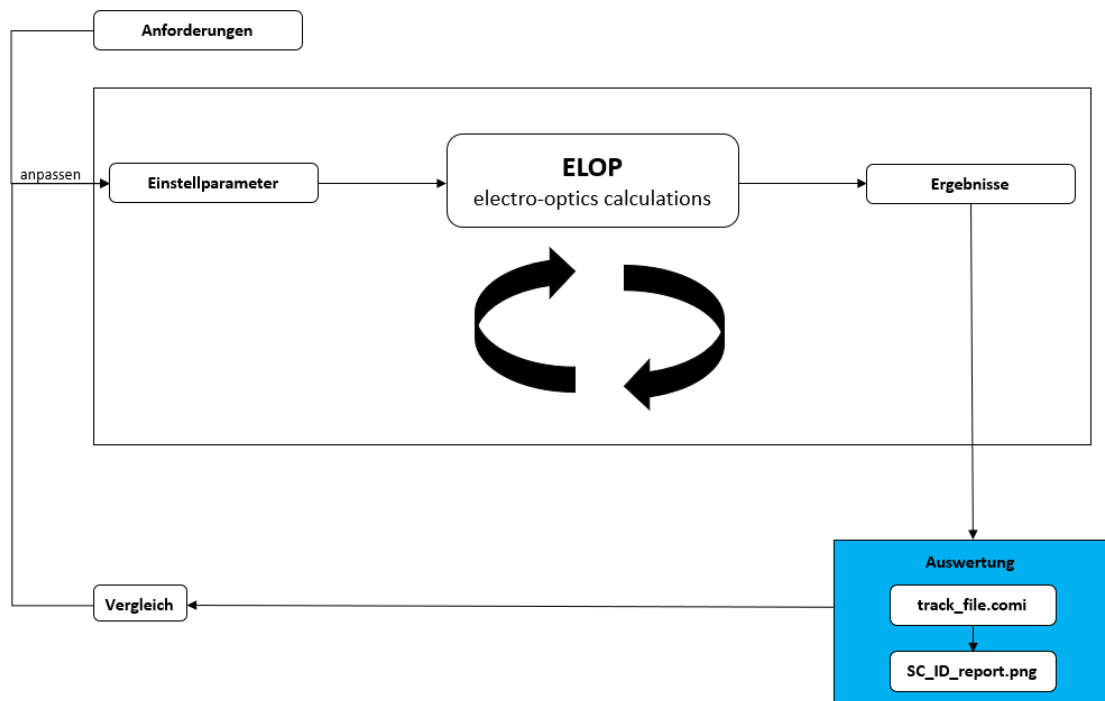 Anforderungen
anpassen
Einstellparameter
ELOP
electro-optics calculations
Ergebnisse
Auswertung
track_file.comi
SC_ID_report.png
Vergleich